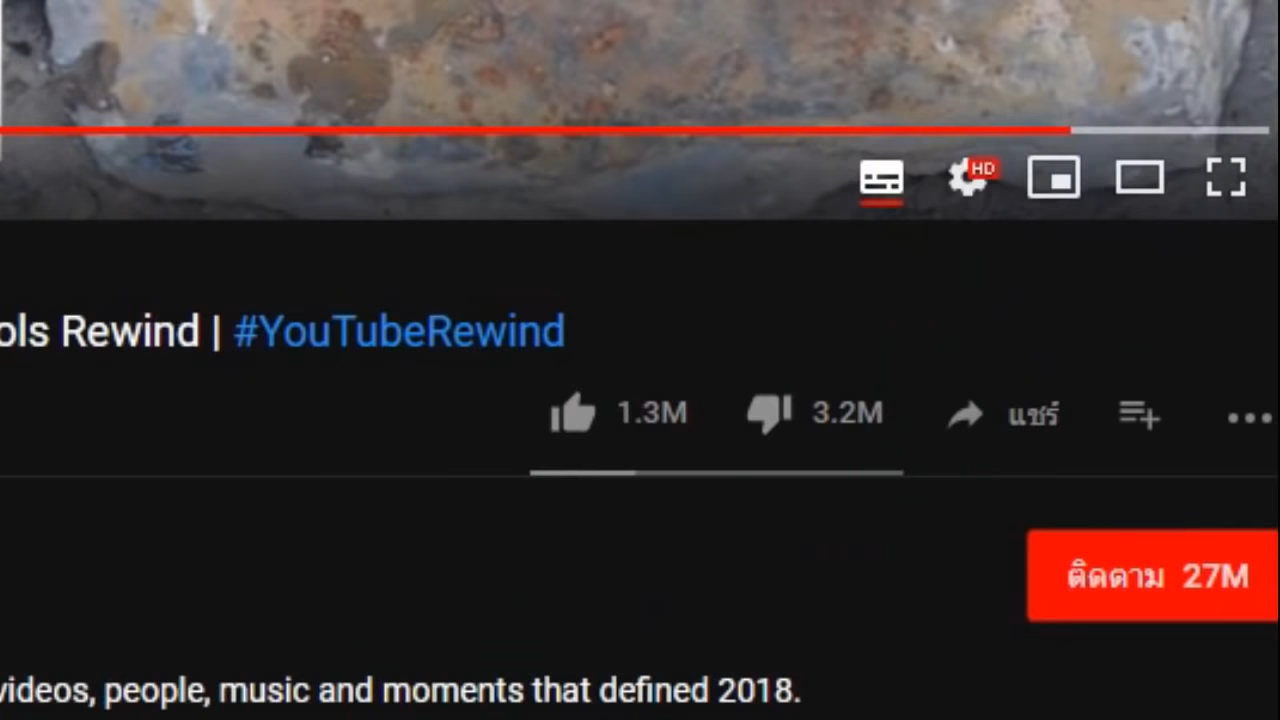 HD
ols Rewind | #YouTubeRewind
1.3M 3.2M แชร์
ติดตาม 27M
videos, people, music and moments that defined 2018.